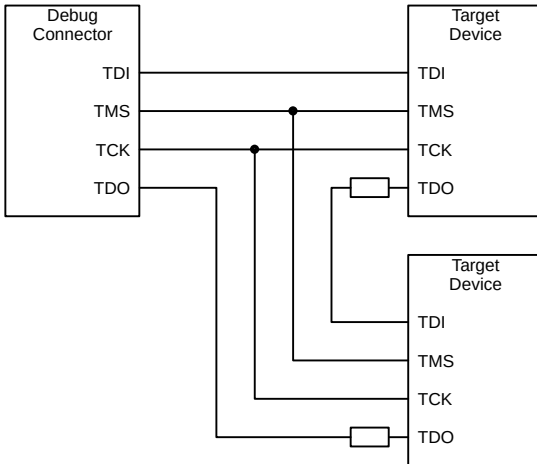 Debug
Connector
TDI
TMS
TCK
TDO
Target
Device
TDI
TMS
TCK
TDO
Target
Device
TDI
TMS
TCK
TDO